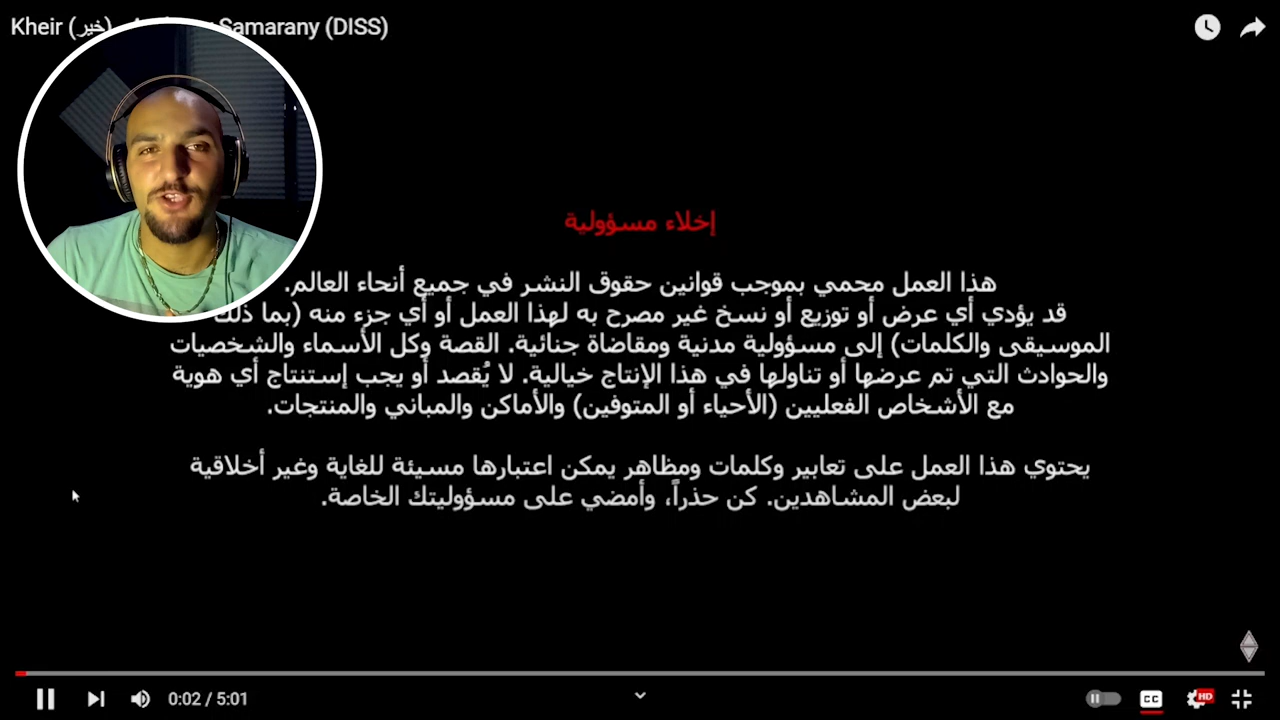 Kheir (خير) Samarany (DISS)
إخلاء مسؤولية
هذا العمل محمي بموجب قوانين حقوق النشر في جميع أنحاء العالم.
قد يؤدي أي عرض أو توزيع أو نسخ غير مصرح به لهذا العمل أو أي جزء منه (بما ذلك
الموسيقى والكلمات) إلى مسؤولية مدنية ومقاضاة جنائية. القصة وكل الأسماء والشخصيات
والحوادث التي تم عرضها أو تناولها في هذا الإنتاج خيالية. لا يُقصد أو يجب إستنتاج أي هوية
مع الأشخاص الفعليين (الأحياء أو المتوفين) والأماكن والمباني والمنتجات.
يحتوي هذا العمل على تعابير وكلمات ومظاهر يمكن اعتبارها مسيئة للغاية وغير أخلاقية
لبعض المشاهدين. كن حذراً، وأمضي على مسؤوليتك الخاصة.
0:02 / 5:01
CC
HD